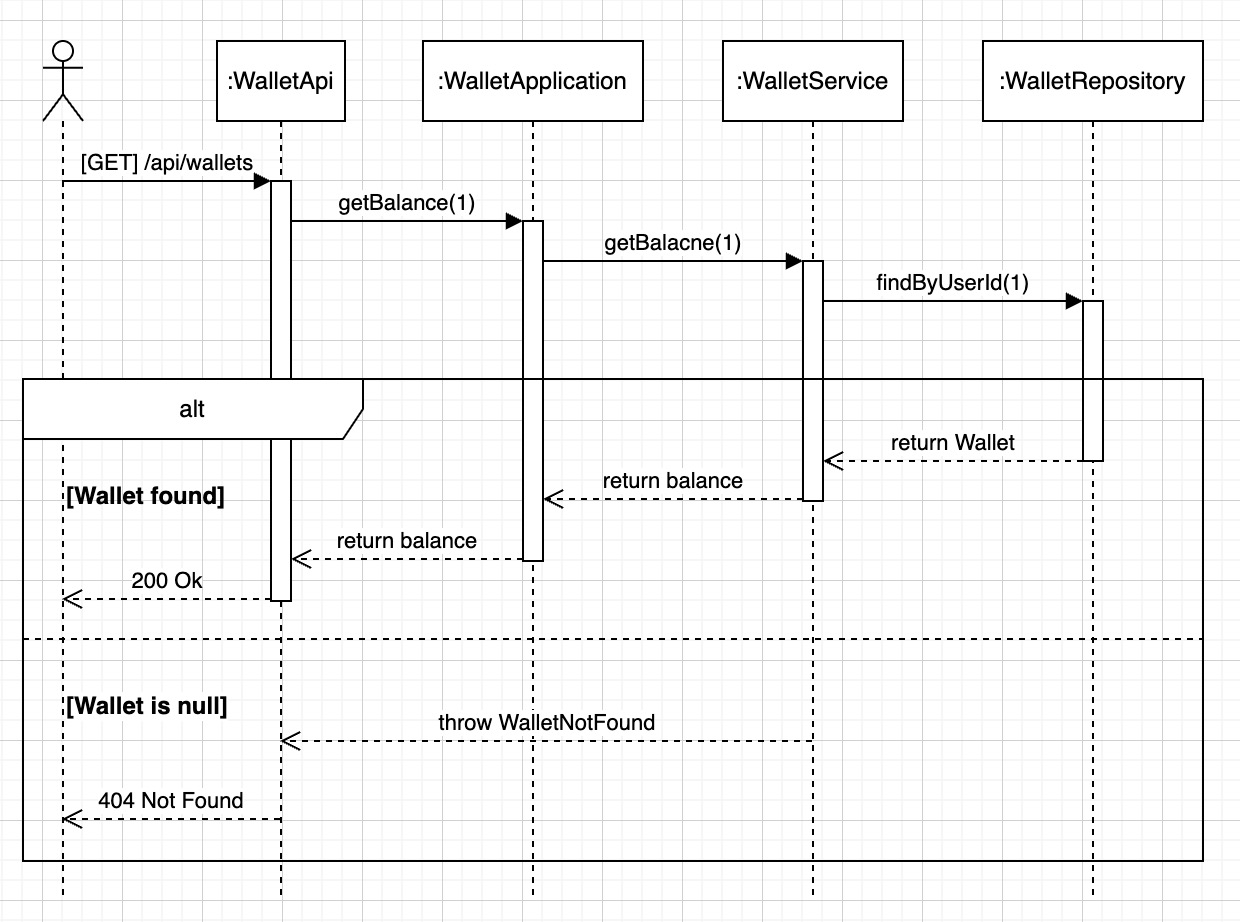 :WalletApi
:WalletApplication
:WalletService
:WalletRepository
[GET] /api/wallets
getBalance(1)
getBalacne(1)
findByUserId(1)
alt
return Wallet
return balance
[Wallet found]
return balance
200 Ok
[Wallet is null]
throw WalletNotFound
404 Not Found